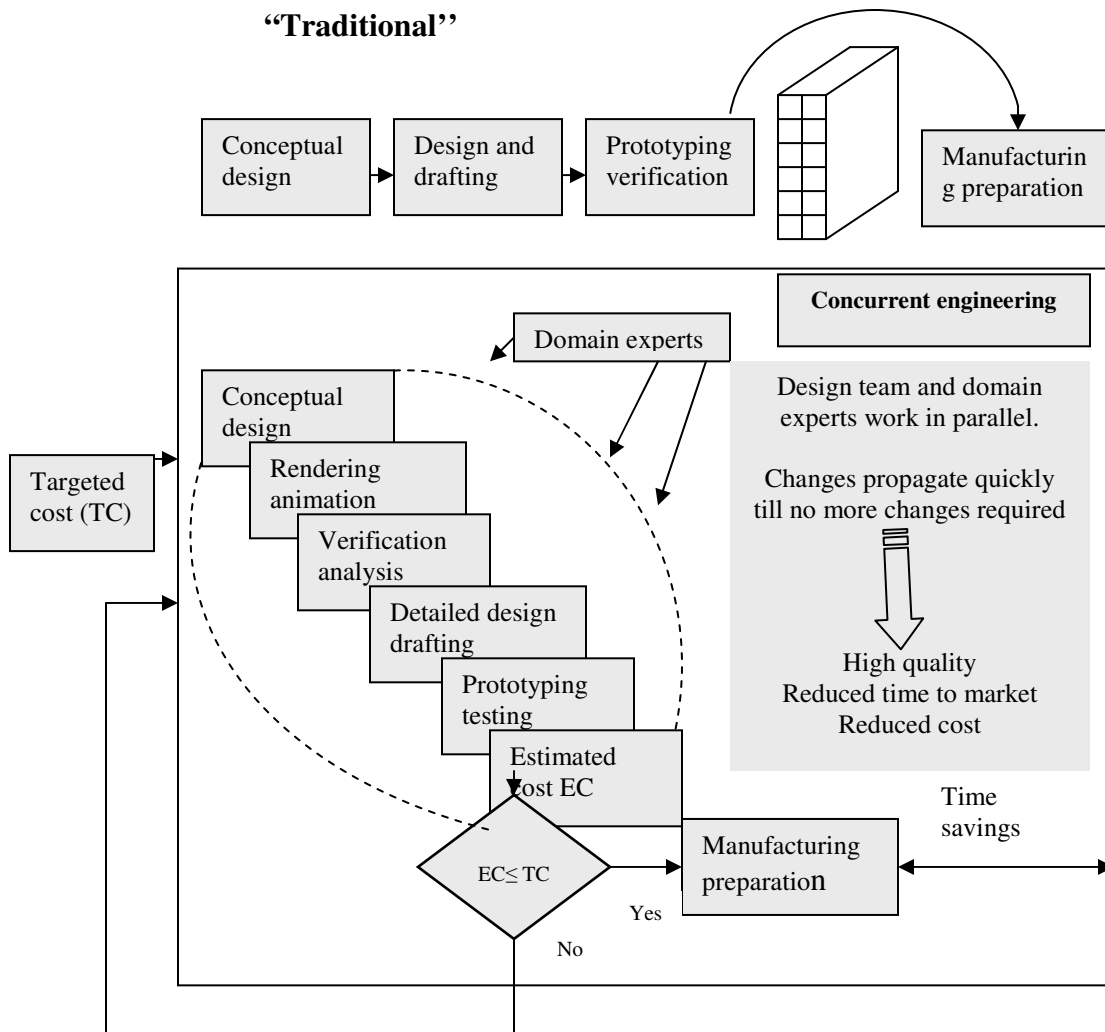 “Traditional’’
Conceptual
design
Design and
drafting
Prototyping
verification
Manufacturin
g preparation
Concurrent engineering
Domain experts
Design team and domain
experts work in parallel.
Changes propagate quickly
till no more changes required
High quality
Reduced time to market
Reduced cost
Targeted
cost (TC)
Conceptual
design
Rendering
animation
Verification
analysis
Detailed design
drafting
Prototyping
testing
Estimated
cost EC
EC≤ TC
Yes
No
Manufacturing
preparation
Time
savings